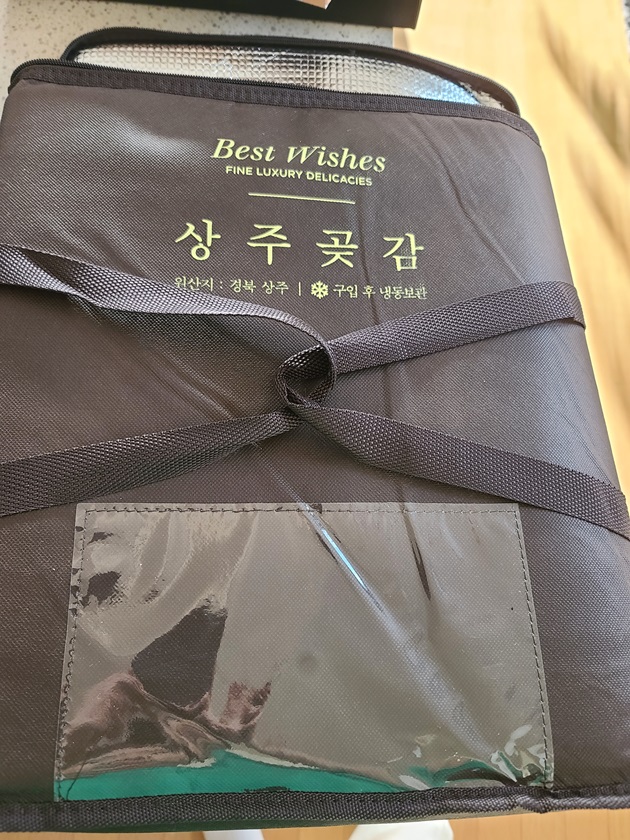 Best Wishes
FINE LUXURY DELICACIES
상주곶감
원산지 : 경북 상주 | 구입 후 냉동보관